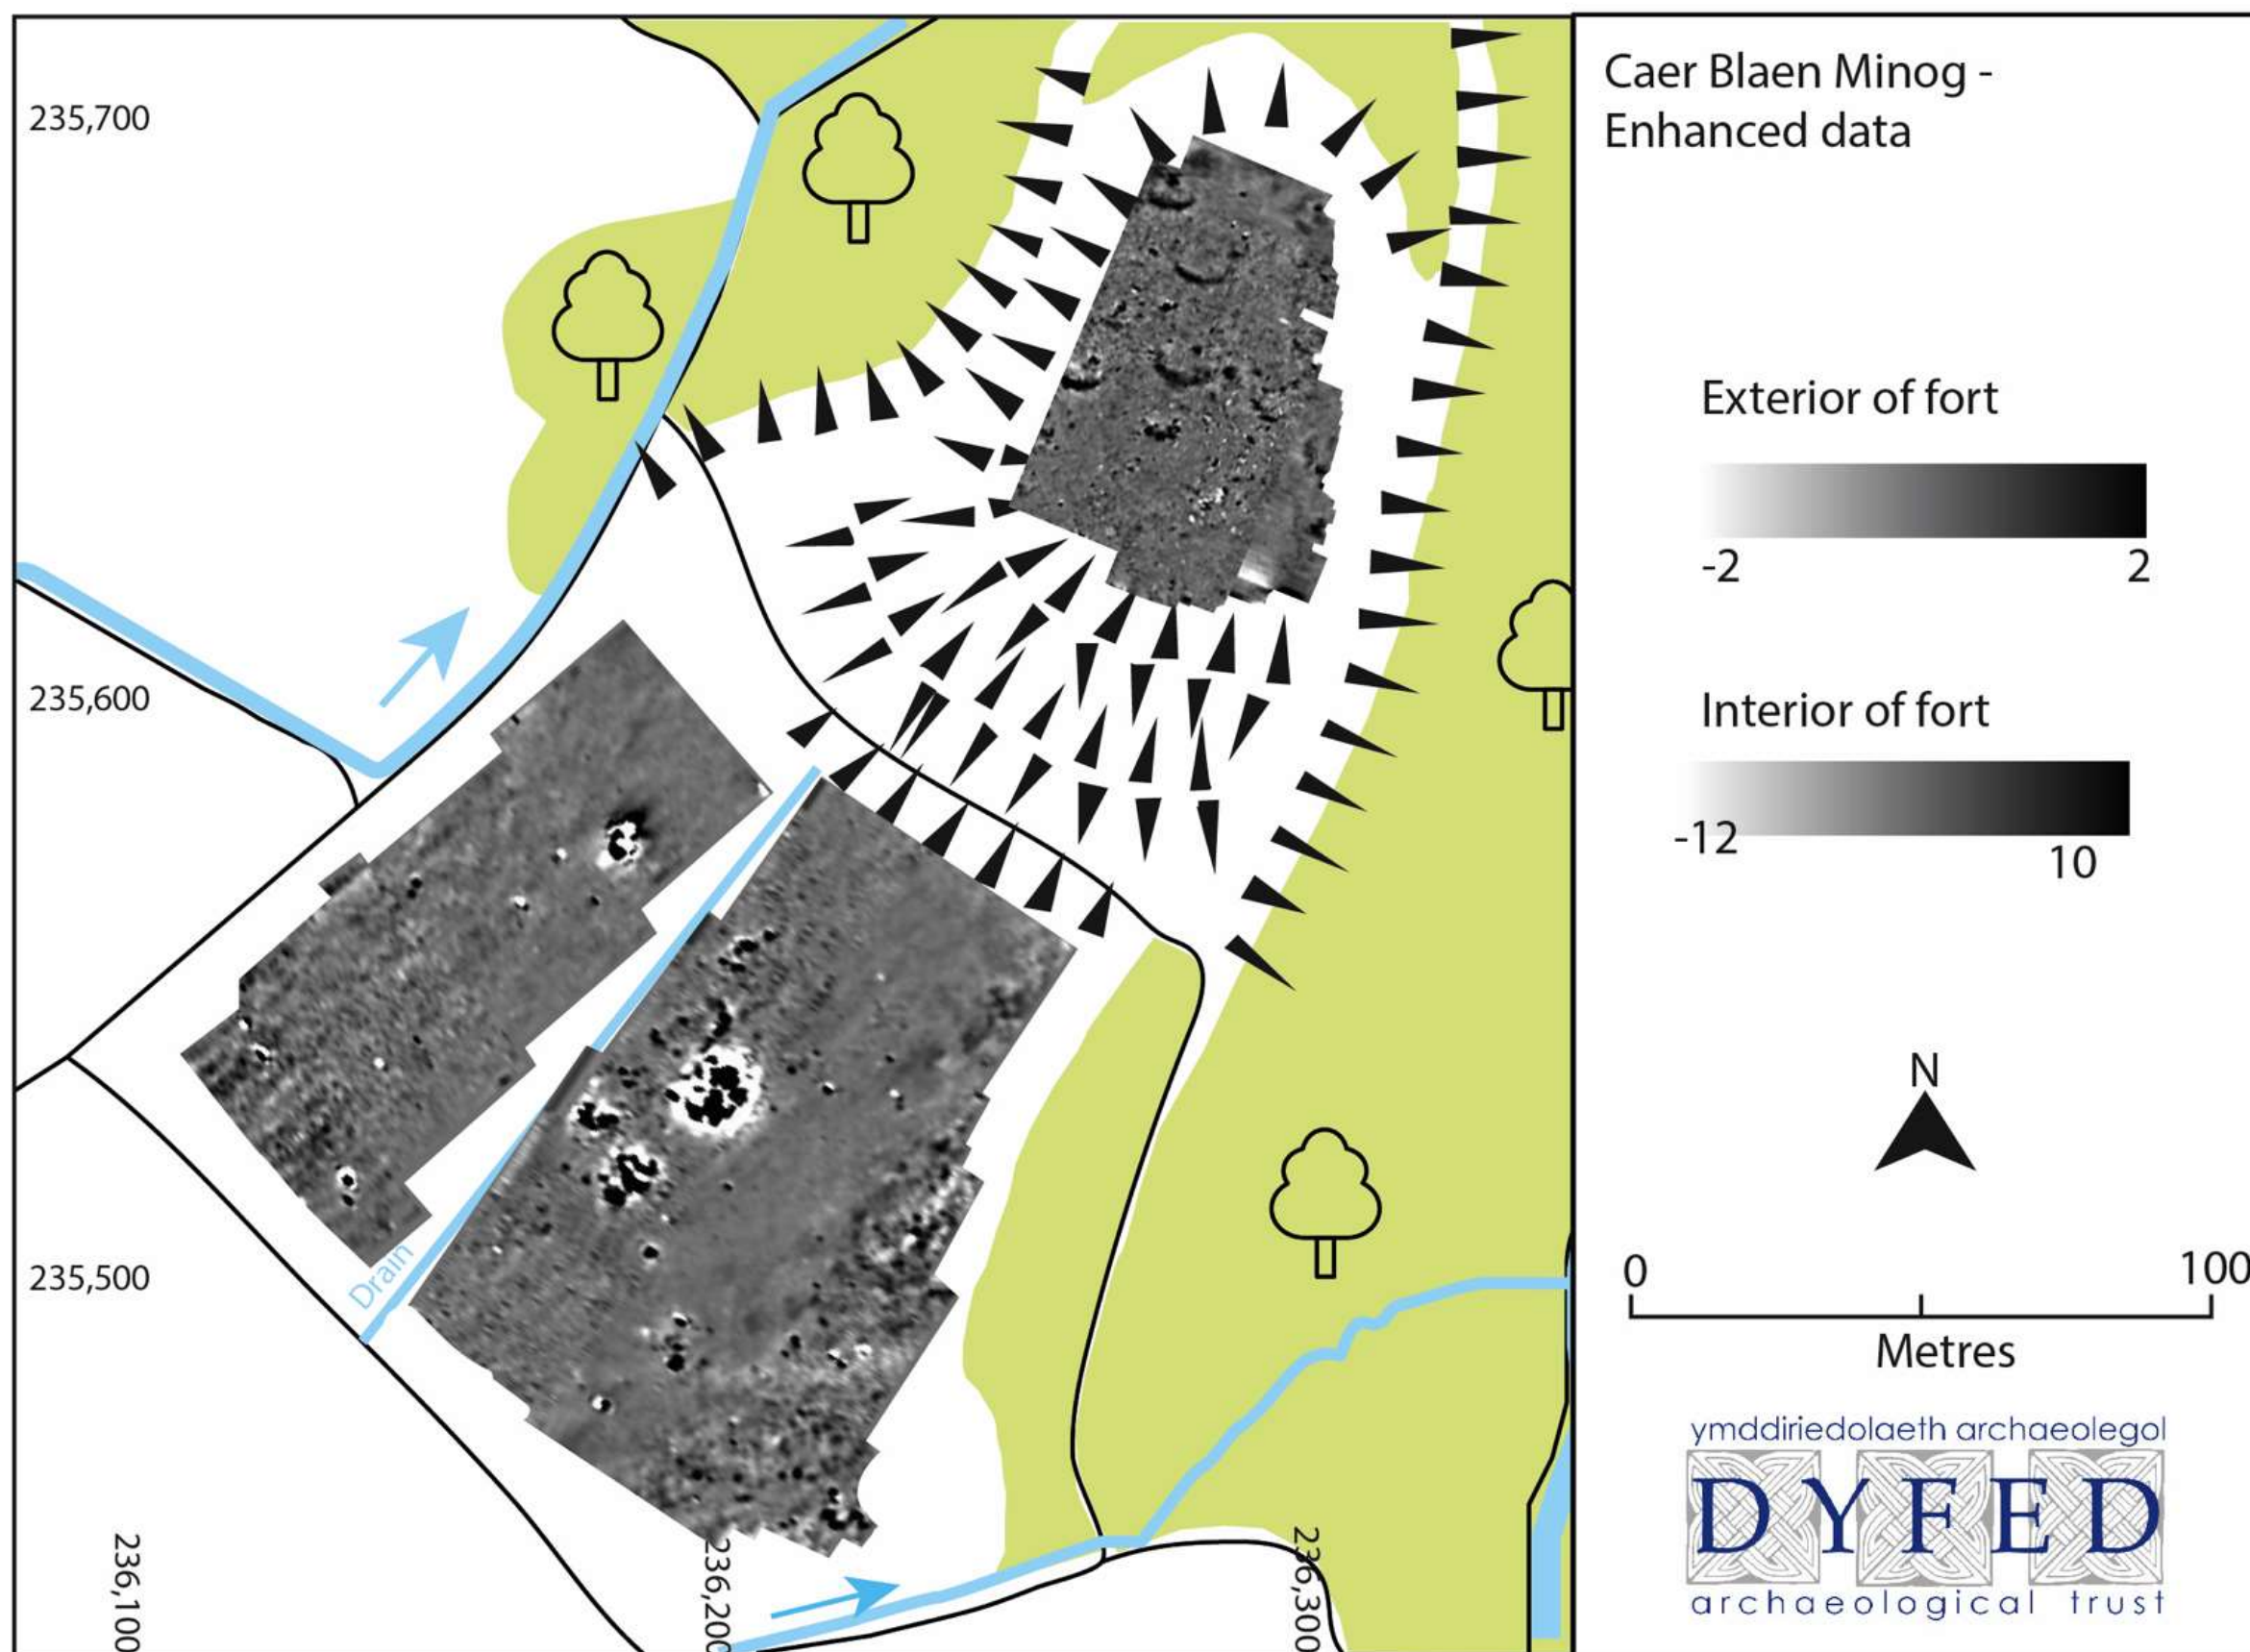 Caer Blaen Minog -
Enhanced data
235,700
Exterior of fort
-2 2
235,600
Interior of fort
-12 10
N
235,500
Drain
0 100
Metres
ymddiriedolaeth archaeolegol
DYFED
archaeological trust
236,100
236,200
236,300